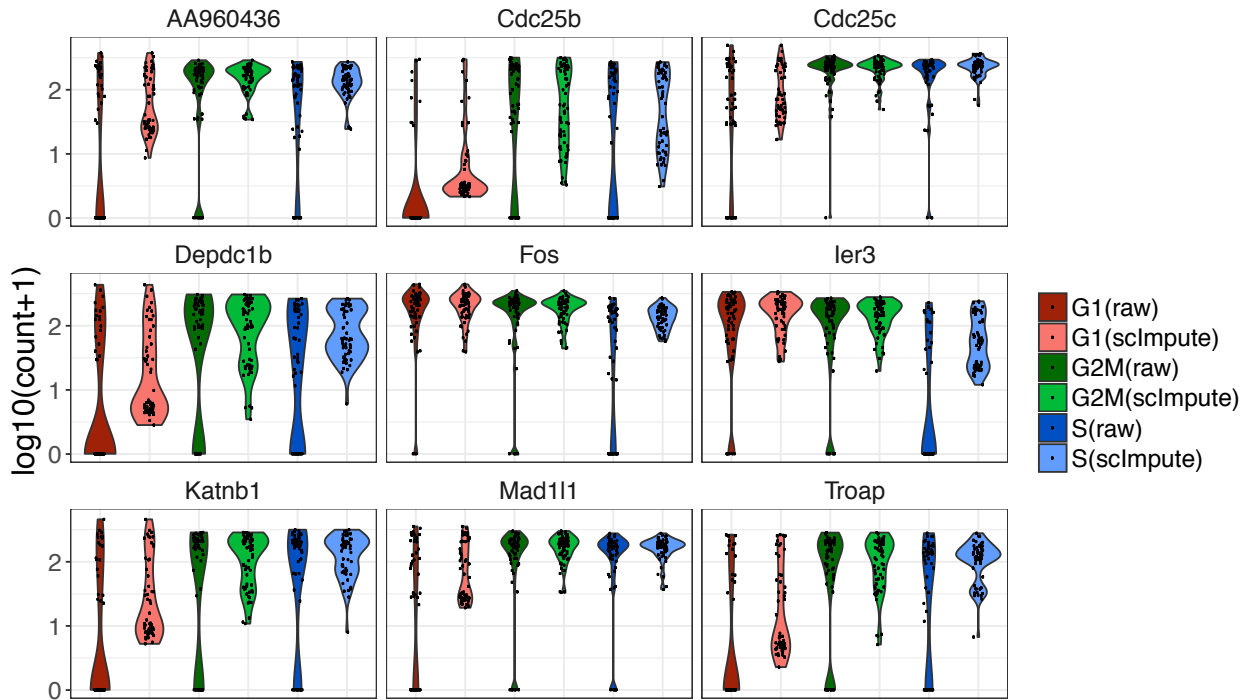 AA960436
Cdc25b
Cdc25c
2
1
0
Depdc1b
Fos
Ier3
2
1
0
Katnb1
Mad1l1
Troap
2
1
0
log10(count+1)
G1(raw)
G1(scImpute)
G2M(raw)
G2M(scImpute)
S(raw)
S(scImpute)